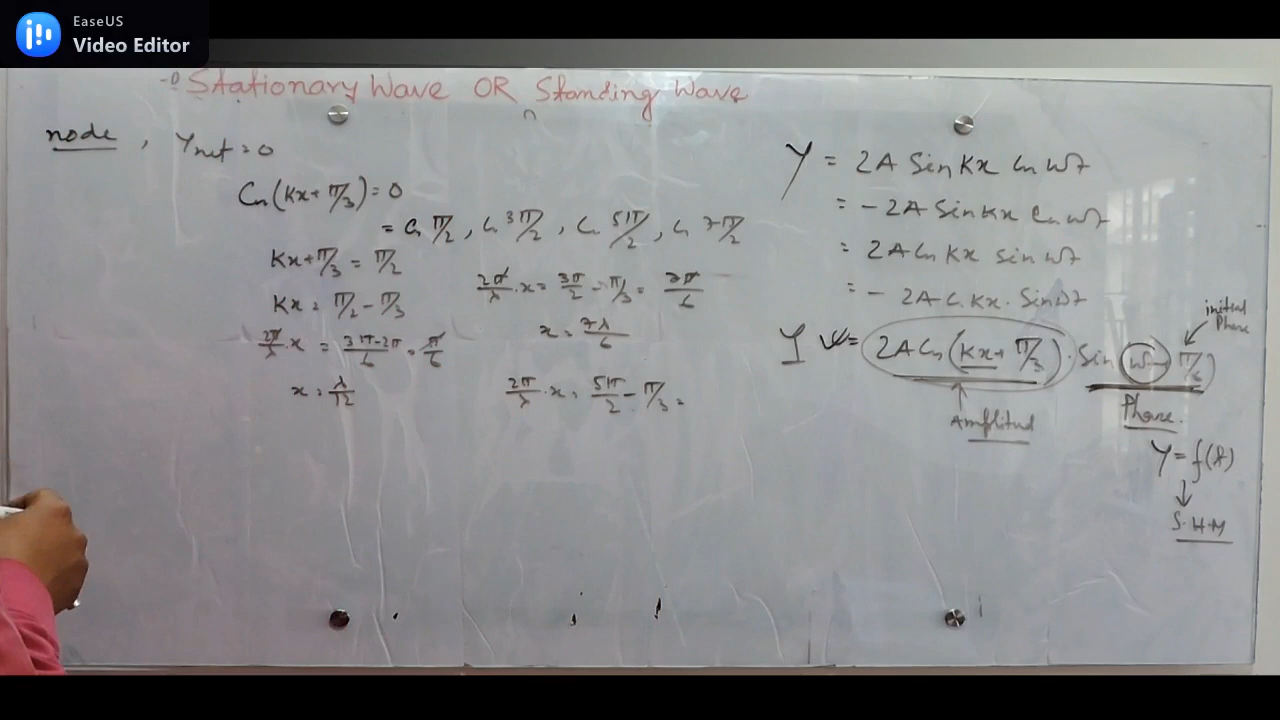 EaseUS
Video Editor
Stationary Wave OR Standing Wave
node , Ynet = 0
Cos(Kx+π/3) = 0
= Cos π/2, Cos 3π/2, Cos 5π/2, Cos 7π/2
Kx+π/3 = π/2
Kx = π/2 - π/3
2π/λ · x = 3π-2π/6 = π/6
x = λ/12
2π/λ · x = 3π/2 - π/3 = 7π/6
x = 7λ/6
2π/λ · x = 5π/2 - π/3 =
Y = 2A Sin Kx Cos ωt
= -2A Sin Kx Cos ωt
= 2A Cos Kx sin ωt
= - 2A Cos Kx · Sin ωt
Y = 2A Cos(Kx+π/3) · Sin
initial
Phase
Amplitud
Phase
Y = f(t)
↓
S.H.M